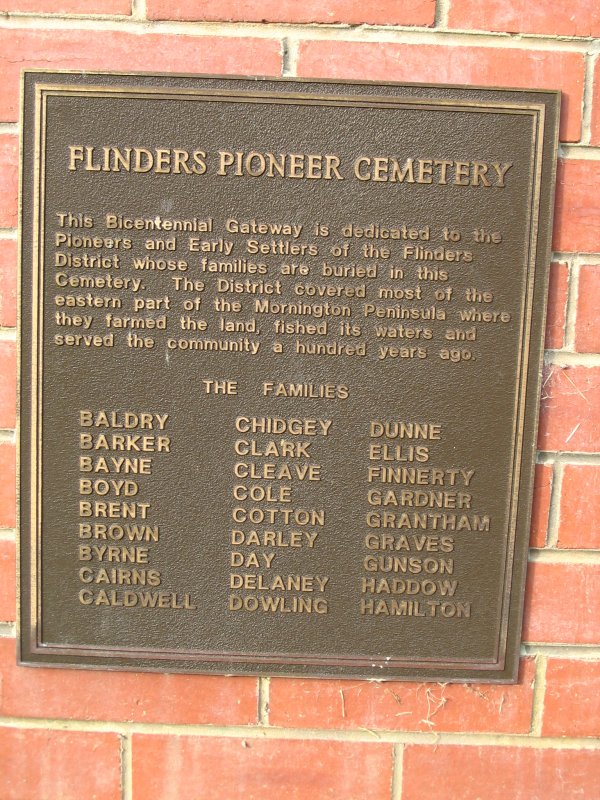 FLINDERS PIONEER CEMETERY
This Bicentennial Gateway is dedicated to the
Pioneers and Early Settlers of the Flinders
District whose families are buried in this
Cemetery. The District covered most of the
eastern part of the Mornington Peninsula where
they farmed the land, fished its waters and
served the community a hundred years ago.
THE FAMILIES
BALDRY
BARKER
BAYNE
BOYD
BRENT
BROWN
BYRNE
CAIRNS
CALDWELL
CHIDGEY
CLARK
CLEAVE
COLE
COTTON
DARLEY
DAY
DELANEY
DOWLING
DUNNE
ELLIS
FINNERTY
GARDNER
GRANTHAM
GRAVES
GUNSON
HADDOW
HAMILTON